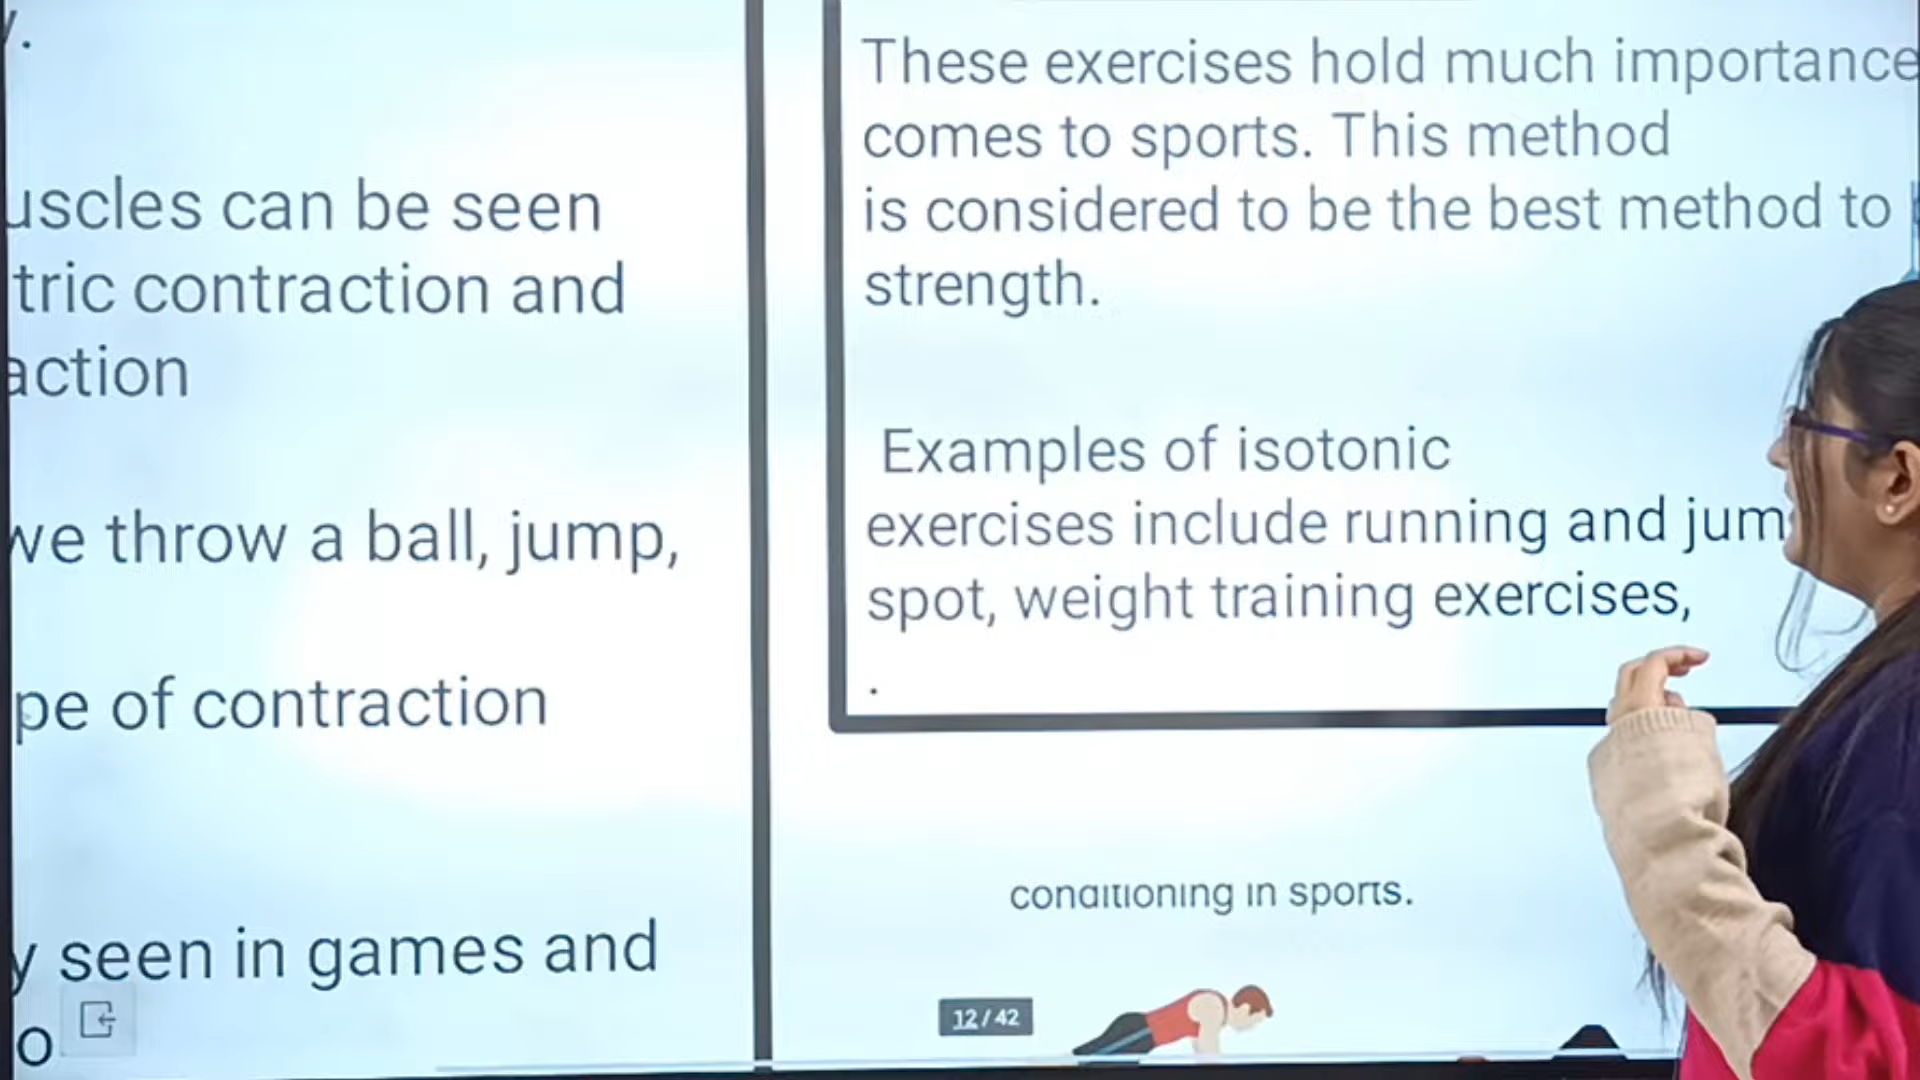 .
uscles can be seen
tric contraction and
action
we throw a ball, jump,
pe of contraction
y seen in games and
o
These exercises hold much importance
comes to sports. This method
is considered to be the best method to
strength.
Examples of isotonic
exercises include running and jum
spot, weight training exercises,
.
conditioning in sports.
12/42